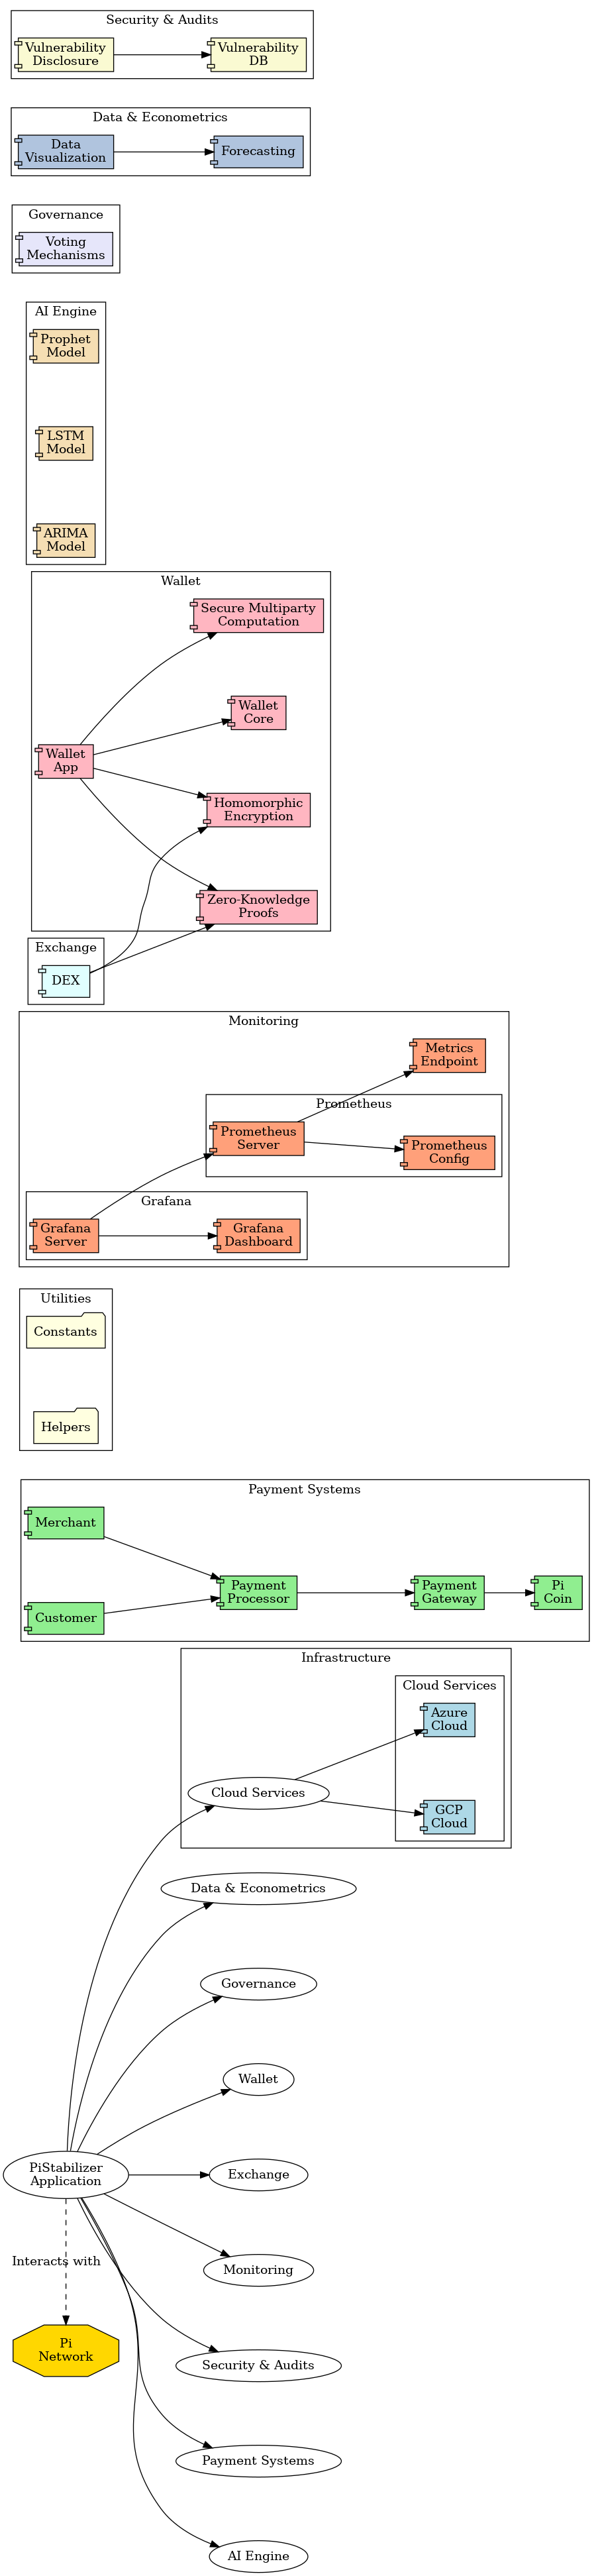 Security & Audits
Vulnerability
Disclosure
Vulnerability
DB
Data & Econometrics
Data
Visualization
Forecasting
Governance
Voting
Mechanisms
AI Engine
Prophet
Model
LSTM
Model
ARIMA
Model
Wallet
Secure Multiparty
Computation
Wallet
Core
Wallet
App
Homomorphic
Encryption
Zero-Knowledge
Proofs
Exchange
DEX
Monitoring
Metrics
Endpoint
Prometheus
Prometheus
Server
Prometheus
Config
Grafana
Grafana
Server
Grafana
Dashboard
Utilities
Constants
Helpers
Payment Systems
Merchant
Customer
Payment
Processor
Payment
Gateway
Pi
Coin
Infrastructure
Cloud Services
Azure
Cloud
Cloud Services
GCP
Cloud
Data & Econometrics
Governance
Wallet
PiStabilizer
Application
Exchange
Interacts with
Monitoring
Pi
Network
Security & Audits
Payment Systems
AI Engine